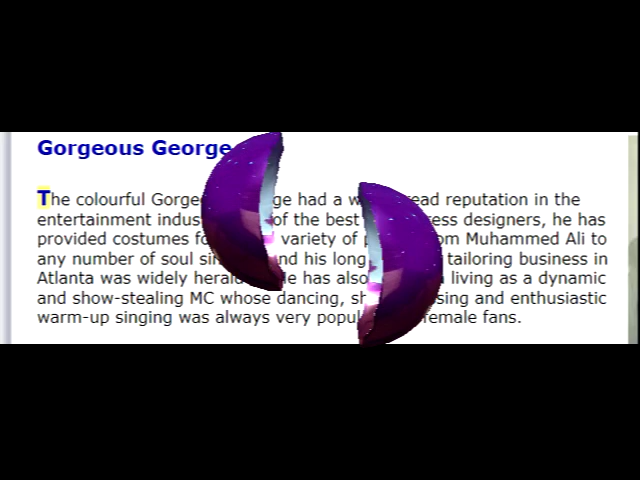 Gorgeous George
The colourful Gorge ge had a w read reputation in the
entertainment indus of the best ess designers, he has
provided costumes fo variety of p om Muhammed Ali to
any number of soul sin nd his long tailoring business in
Atlanta was widely herald e has also living as a dynamic
and show-stealing MC whose dancing, sh sing and enthusiastic
warm-up singing was always very popul female fans.